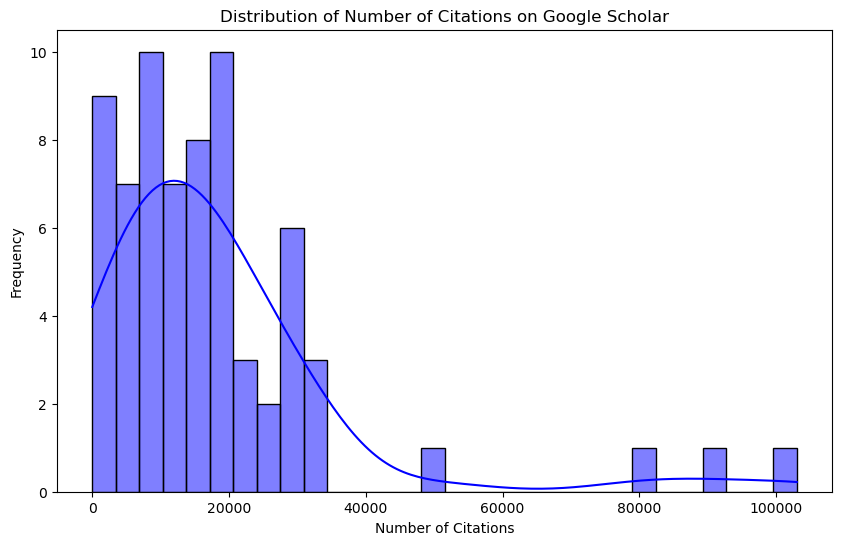 Distribution of Number of Citations on Google Scholar
10
8
6
4
2
0
Frequency
0 20000 40000 60000 80000 100000
Number of Citations